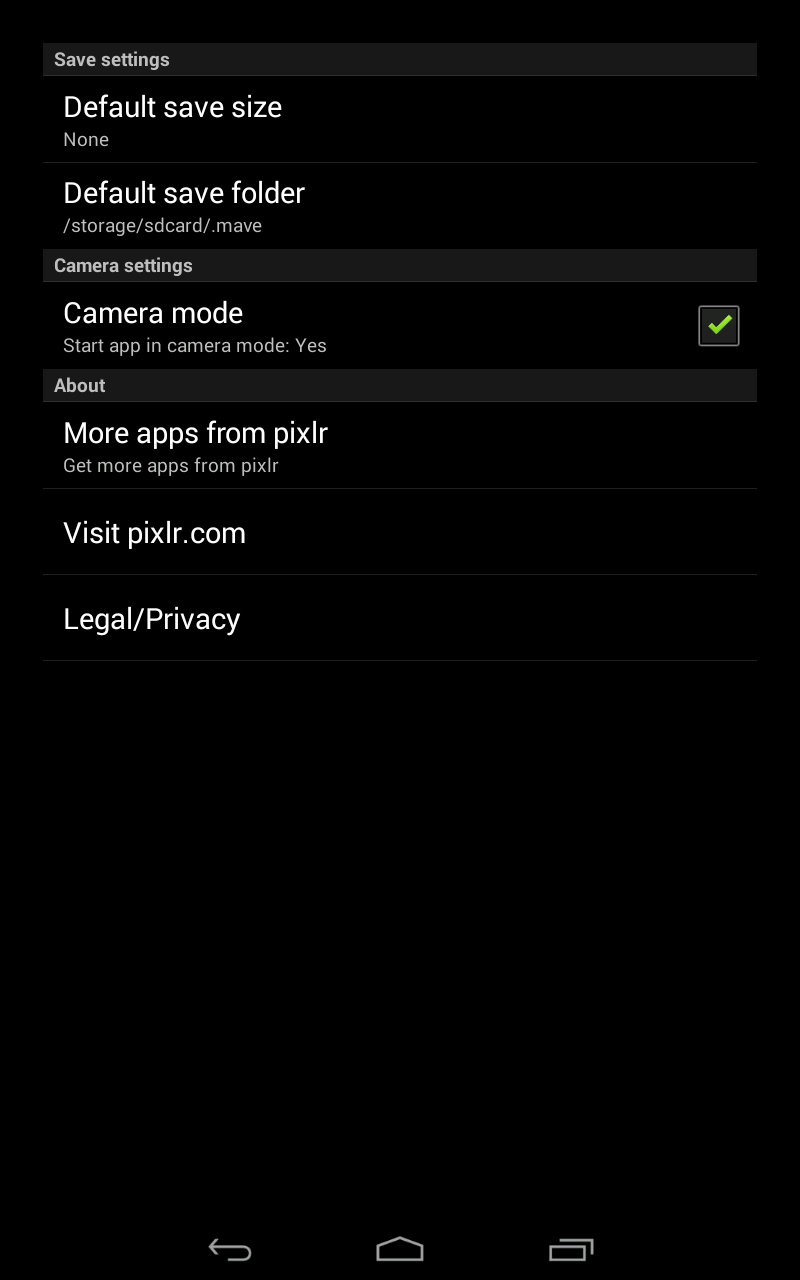 Save settings
Default save size
None
Default save folder
/storage/sdcard/.mave
Camera settings
Camera mode
Start app in camera mode: Yes
About
More apps from pixlr
Get more apps from pixlr
Visit pixlr.com
Legal/Privacy